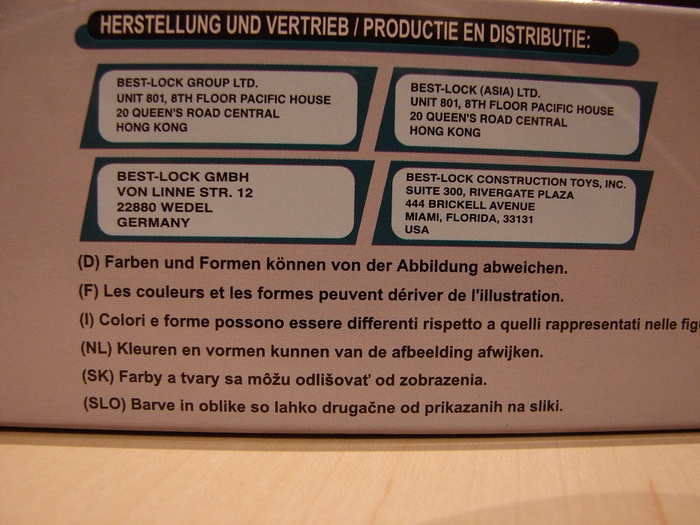 HERSTELLUNG UND VERTRIEB / PRODUCTIE EN DISTRIBUTIE:
BEST-LOCK GROUP LTD.
UNIT 801, 8TH FLOOR PACIFIC HOUSE
20 QUEEN'S ROAD CENTRAL
HONG KONG
BEST-LOCK (ASIA) LTD.
UNIT 801, 8TH FLOOR PACIFIC HOUSE
20 QUEEN'S ROAD CENTRAL
HONG KONG
BEST-LOCK GMBH
VON LINNE STR. 12
22880 WEDEL
GERMANY
BEST-LOCK CONSTRUCTION TOYS, INC.
SUITE 300, RIVERGATE PLAZA
444 BRICKELL AVENUE
MIAMI, FLORIDA, 33131
USA
(D) Farben und Formen können von der Abbildung abweichen.
(F) Les couleurs et les formes peuvent dériver de l'illustration.
(I) Colori e forme possono essere differenti rispetto a quelli rappresentati nelle fig
(NL) Kleuren en vormen kunnen van de afbeelding afwijken.
(SK) Farby a tvary sa môžu odlišovať od zobrazenia.
(SLO) Barve in oblike so lahko drugačne od prikazanih na sliki.